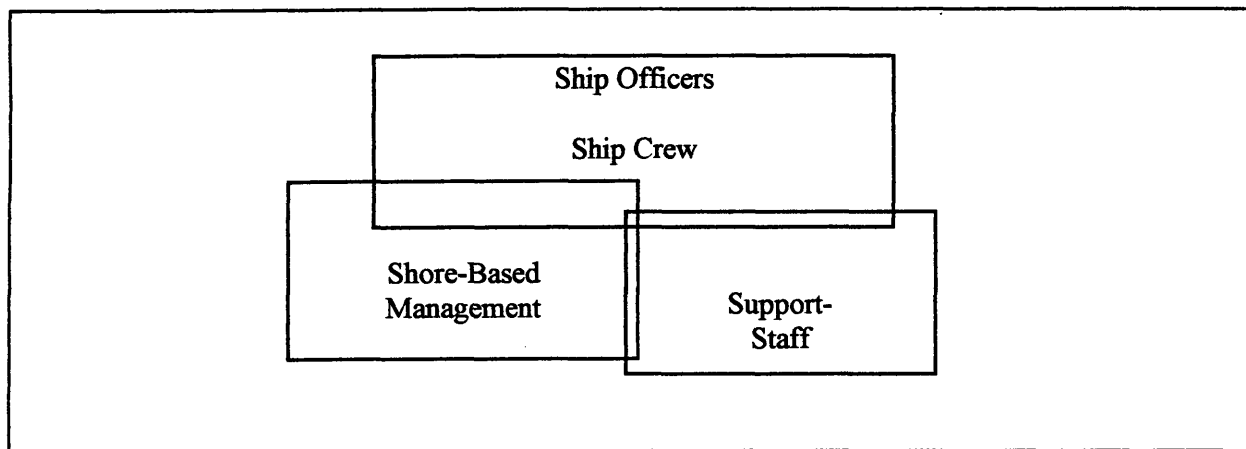 Ship Officers
Ship Crew
Shore-Based
Management
Support-
Staff